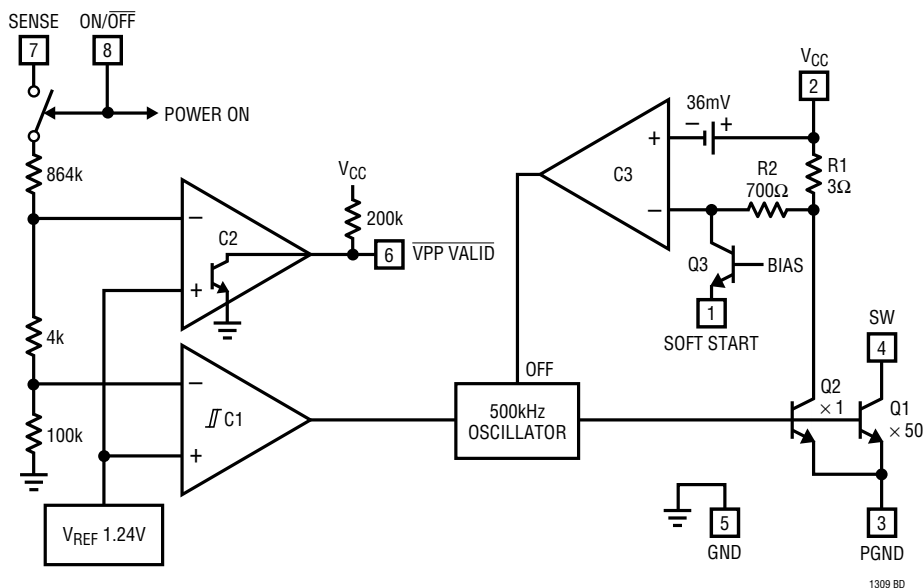 SENSE
7
ON/OFF
8
POWER ON
864k
4k
100k
VREF 1.24V
C2
−
+
VCC
200k
6
VPP VALID
C1
−
+
500kHz
OSCILLATOR
OFF
C3
+
−
36mV
− +
VCC
2
R1
3Ω
R2
700Ω
Q3
BIAS
1
SOFT START
SW
4
Q2
× 1
Q1
× 50
5
GND
3
PGND
1309 BD